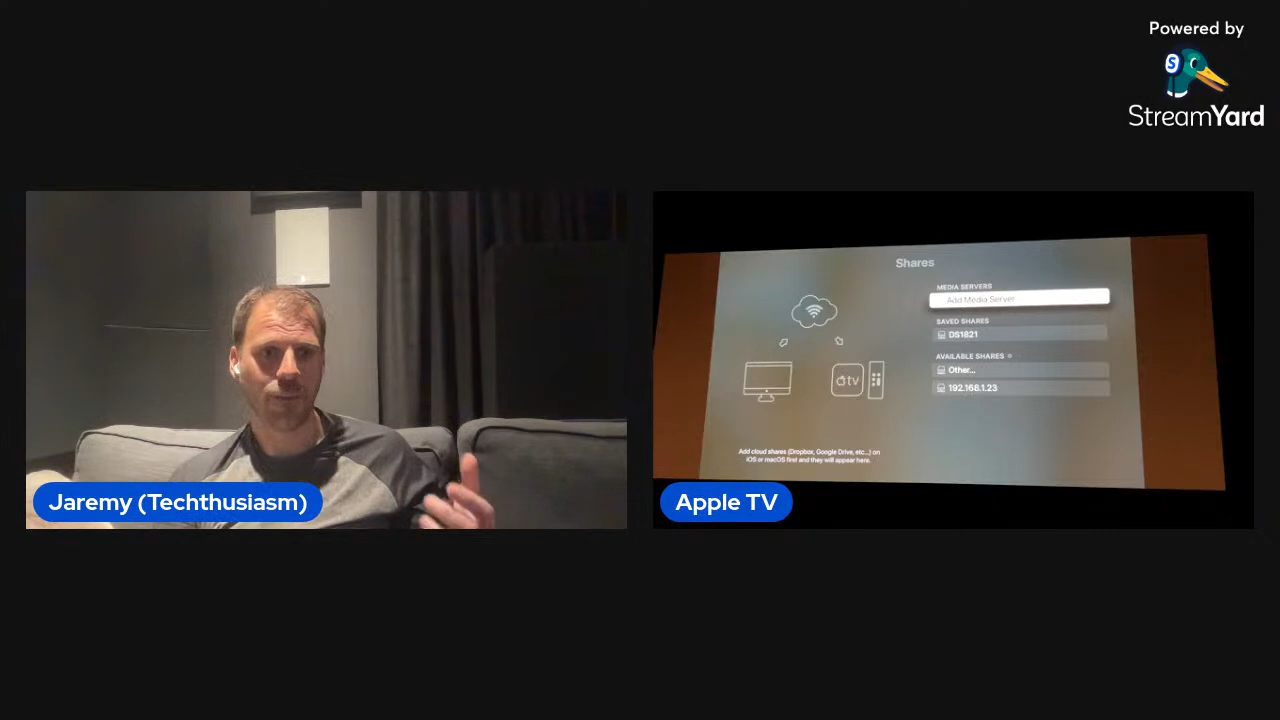 Powered by
StreamYard
Shares
MEDIA SERVERS
Add Media Server
SAVED SHARES
DS1821
AVAILABLE SHARES
Other...
192.168.1.23
tv
Add cloud shares (Dropbox, Google Drive, etc...) on
iOS or macOS first and they will appear here.
Jaremy (Techthusiasm)
Apple TV